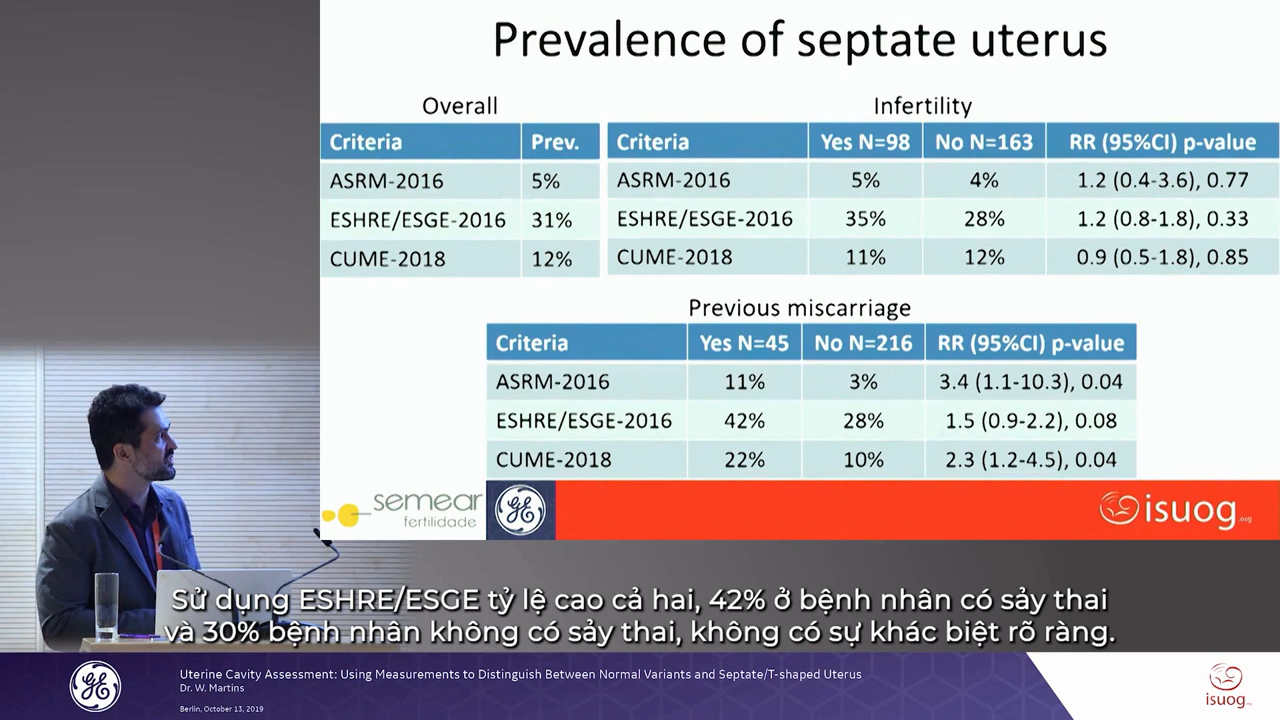 Prevalence of septate uterus
Overall
Criteria Prev.
ASRM-2016 5%
ESHRE/ESGE-2016 31%
CUME-2018 12%
Infertility
Criteria Yes N=98 No N=163 RR (95%CI) p-value
ASRM-2016 5% 4% 1.2 (0.4-3.6), 0.77
ESHRE/ESGE-2016 35% 28% 1.2 (0.8-1.8), 0.33
CUME-2018 11% 12% 0.9 (0.5-1.8), 0.85
Previous miscarriage
Criteria Yes N=45 No N=216 RR (95%CI) p-value
ASRM-2016 11% 3% 3.4 (1.1-10.3), 0.04
ESHRE/ESGE-2016 42% 28% 1.5 (0.9-2.2), 0.08
CUME-2018 22% 10% 2.3 (1.2-4.5), 0.04
semear
fertilidade
GE
isuog.org
Sử dụng ESHRE/ESGE tỷ lệ cao cả hai, 42% ở bệnh nhân có sảy thai
và 30% bệnh nhân không có sảy thai, không có sự khác biệt rõ ràng.
GE
Uterine Cavity Assessment: Using Measurements to Distinguish Between Normal Variants and Septate/T-shaped Uterus
Dr. W. Martins
Berlin, October 13, 2019
isuog.org